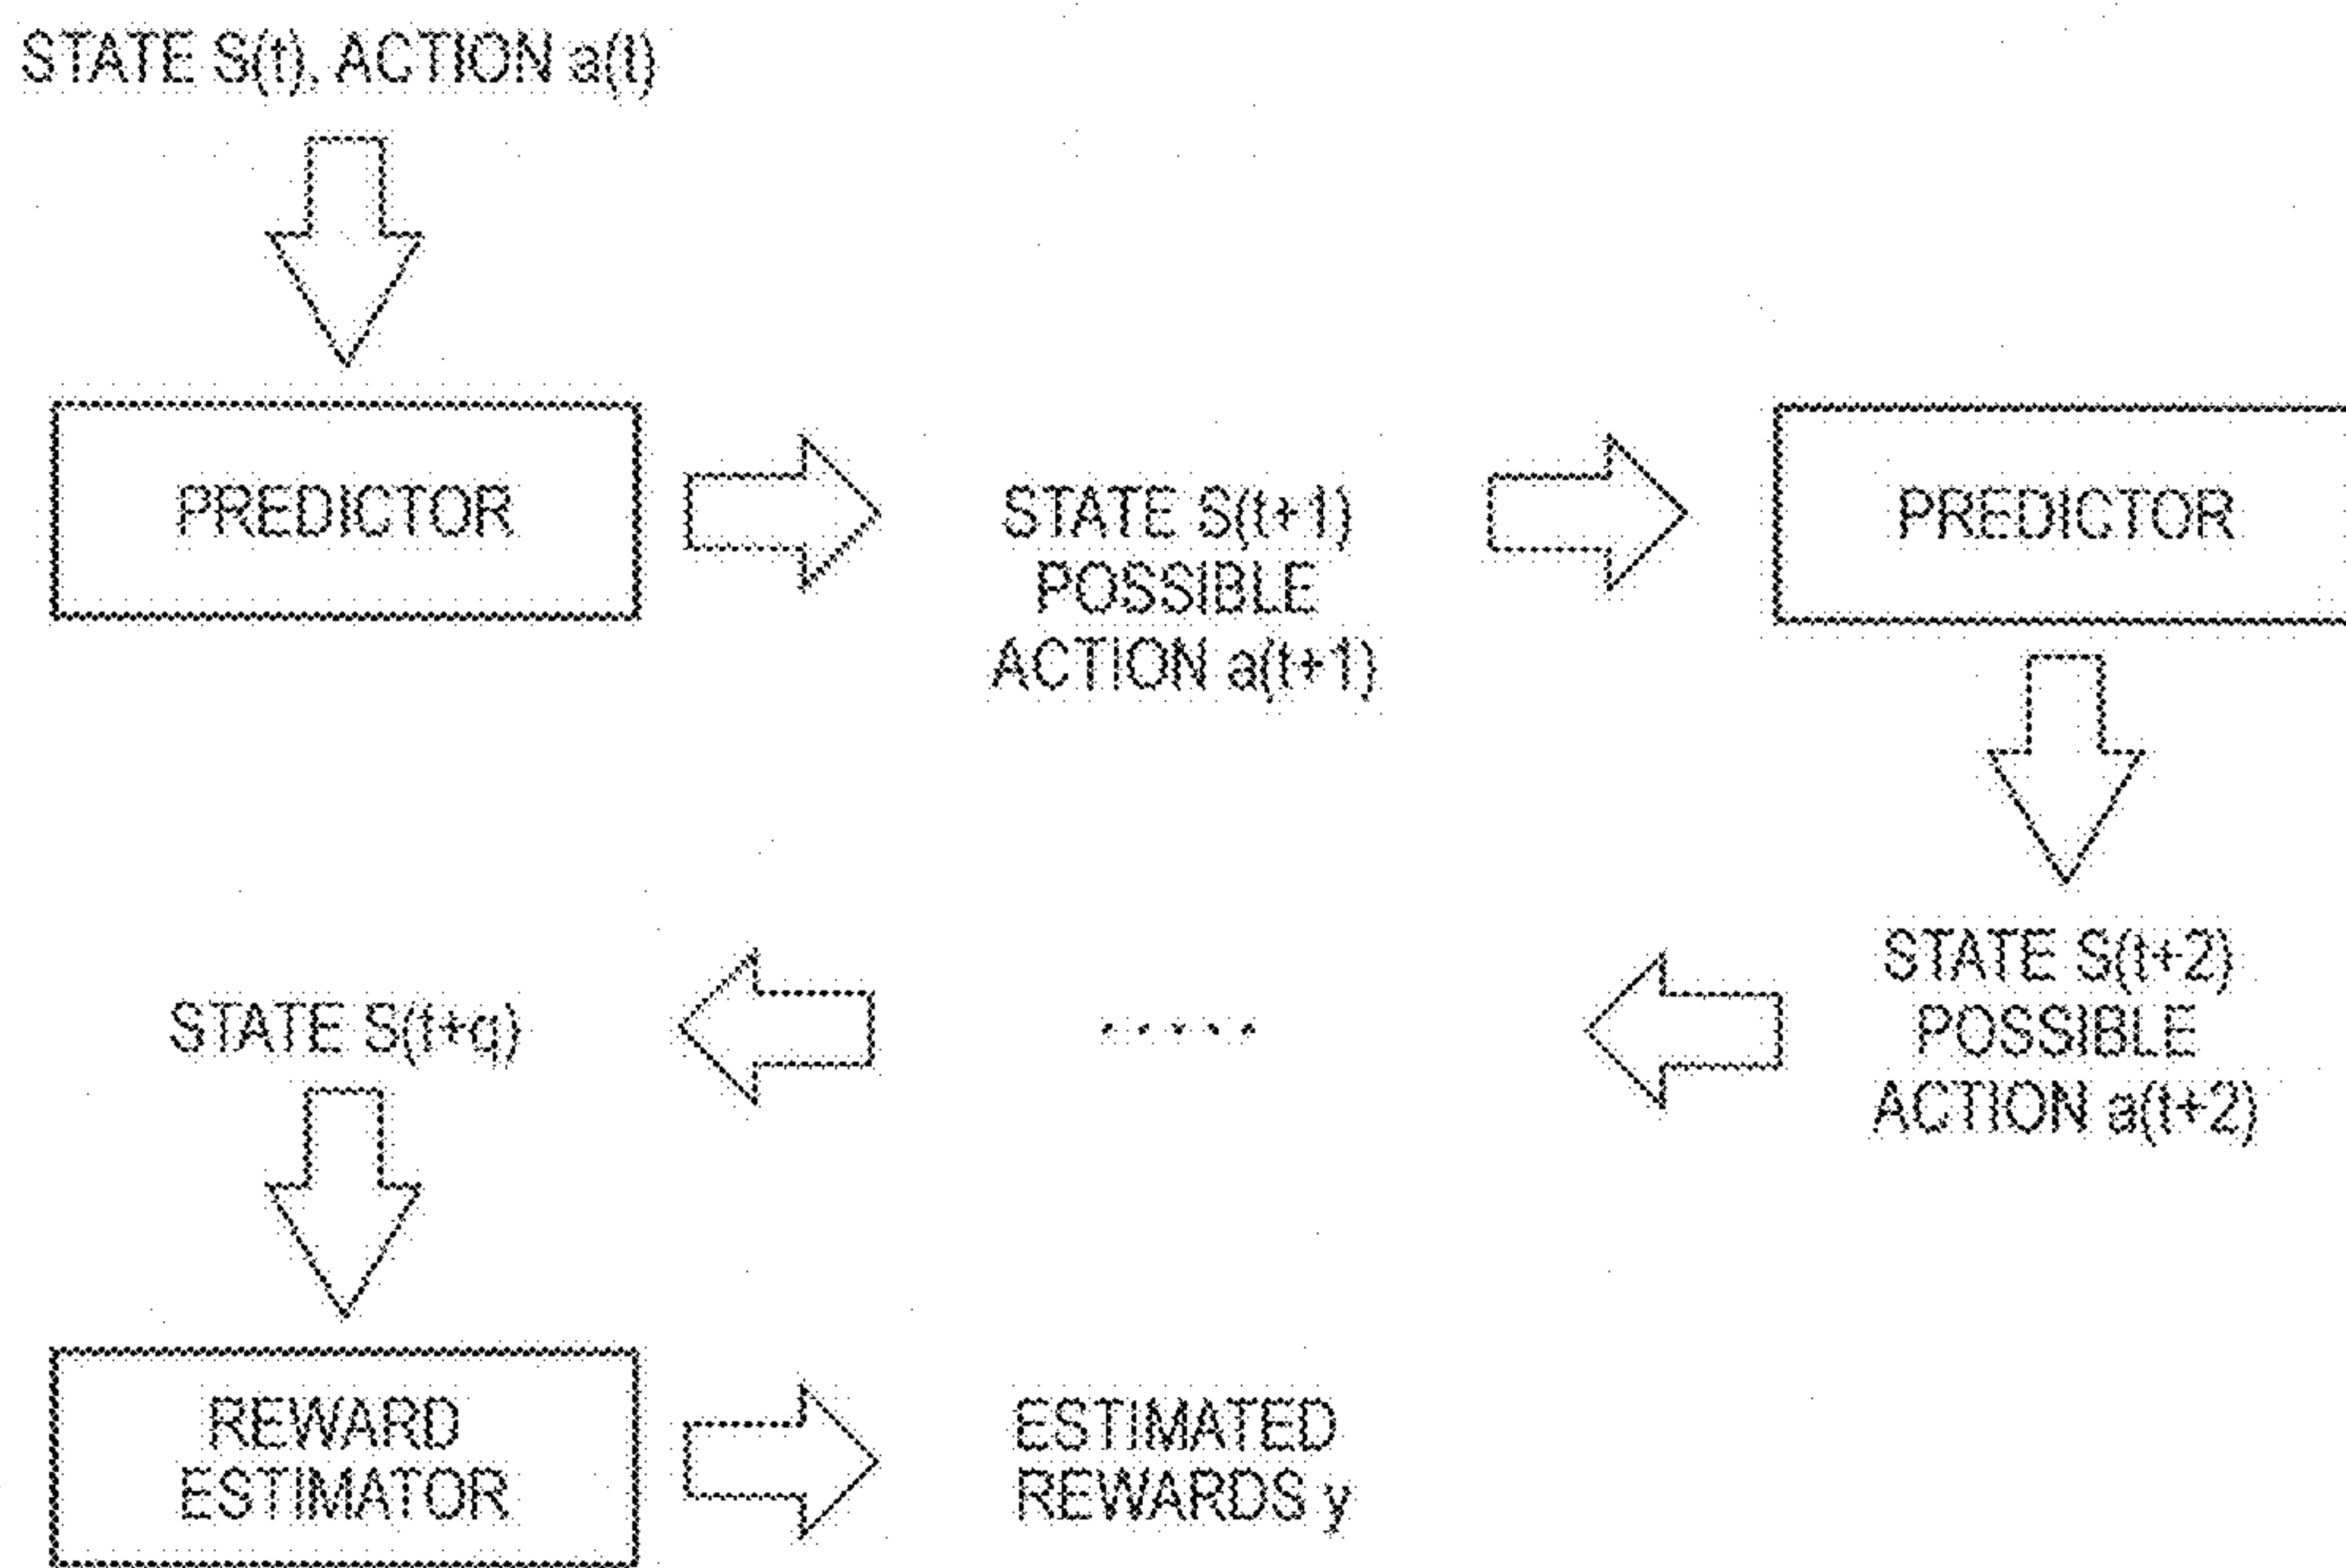 STATE S(t), ACTION a(t)
PREDICTOR
STATE S(t+1)
POSSIBLE
ACTION a(t+1)
PREDICTOR
STATE S(t+2)
POSSIBLE
ACTION a(t+2)
.....
STATE S(t+q)
REWARD
ESTIMATOR
ESTIMATED
REWARDS y